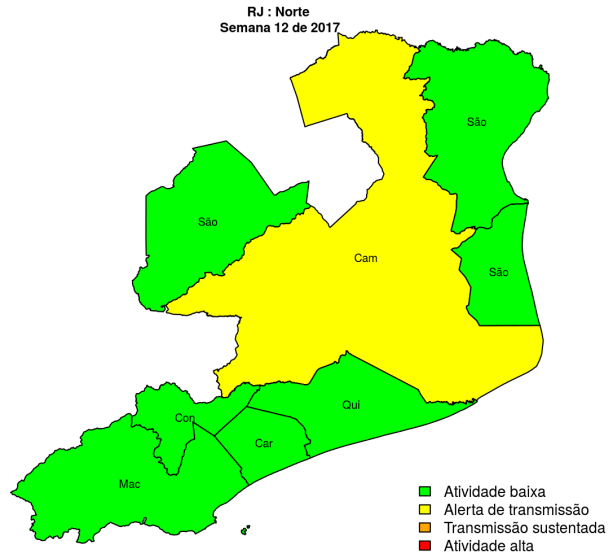 RJ : Norte
Semana 12 de 2017
São
São
Cam
São
Qui
Con
Car
Mac
Atividade baixa
Alerta de transmissão
Transmissão sustentada
Atividade alta